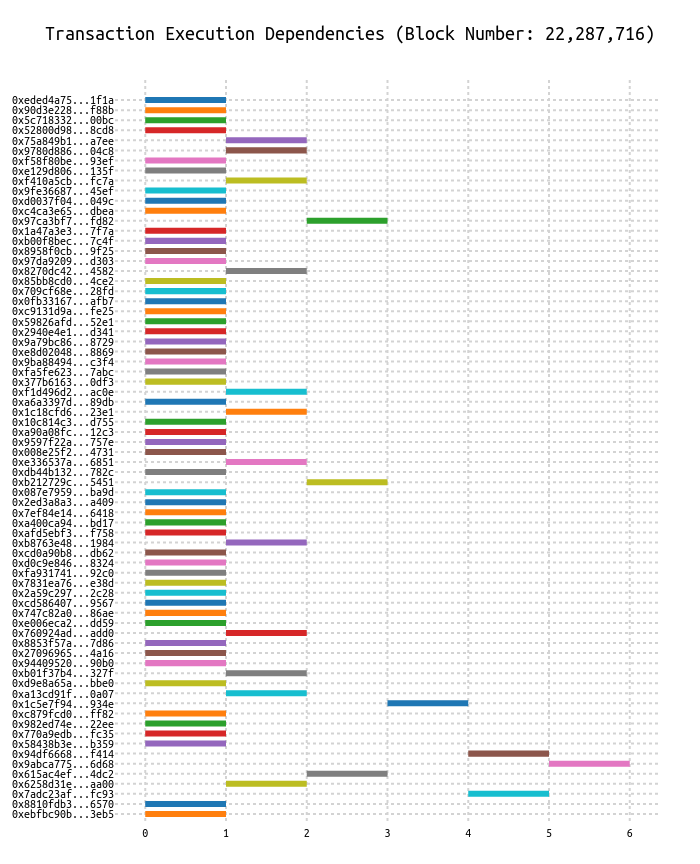 Transaction Execution Dependencies (Block Number: 22,287,716)
0xeded4a75...1f1a
0x90d3e228...f88b
0x5c718332...00bc
0x52800d98...8cd8
0x75a849b1...a7ee
0x9780d886...04c8
0xf58f80be...93ef
0xe129d806...135f
0xf410a5cb...fc7a
0x9fe36687...45ef
0xd0037f04...049c
0xc4ca3e65...dbea
0x97ca3bf7...fd82
0x1a47a3e3...7f7a
0xb00f8bec...7c4f
0x8958f0cb...9f25
0x97da9209...d303
0x8270dc42...4582
0x85bb8cd0...4ce2
0x709cf68e...28fd
0x0fb33167...afb7
0xc9131d9a...fe25
0x59826afd...52e1
0x2940e4e1...d341
0x9a79bc86...8729
0xe8d02048...8869
0x9ba88494...c3f4
0xfa5fe623...7abc
0x377b6163...0df3
0xf1d496d2...ac0e
0xa6a3397d...89db
0x1c18cfd6...23e1
0x10c814c3...d755
0xa90a08fc...12c3
0x9597f22a...757e
0x008e25f2...4731
0xe336537a...6851
0xdb44b132...782c
0xb212729c...5451
0x087e7959...ba9d
0x2ed3a8a3...a409
0x7ef84e14...6418
0xa400ca94...bd17
0xafd5ebf3...f758
0xb8763e48...1984
0xcd0a90b8...db62
0xd0c9e846...8324
0xfa931741...92c0
0x7831ea76...e38d
0x2a59c297...2c28
0xcd586407...9567
0x747c82a0...86ae
0xe006eca2...dd59
0x760924ad...add0
0x8853f57a...7d86
0x27096965...4a16
0x94409520...90b0
0xb01f37b4...327f
0xd9e8a65a...bbe0
0xa13cd91f...0a07
0x1c5e7f94...934e
0xc879fcd0...ff82
0x982ed74e...22ee
0x770a9edb...fc35
0x58438b3e...b359
0x94df6668...f414
0x9abca775...6d68
0x615ac4ef...4dc2
0x6258d31e...aa00
0x7adc23af...fc93
0x8810fdb3...6570
0xebfbc90b...3eb5
0 1 2 3 4 5 6